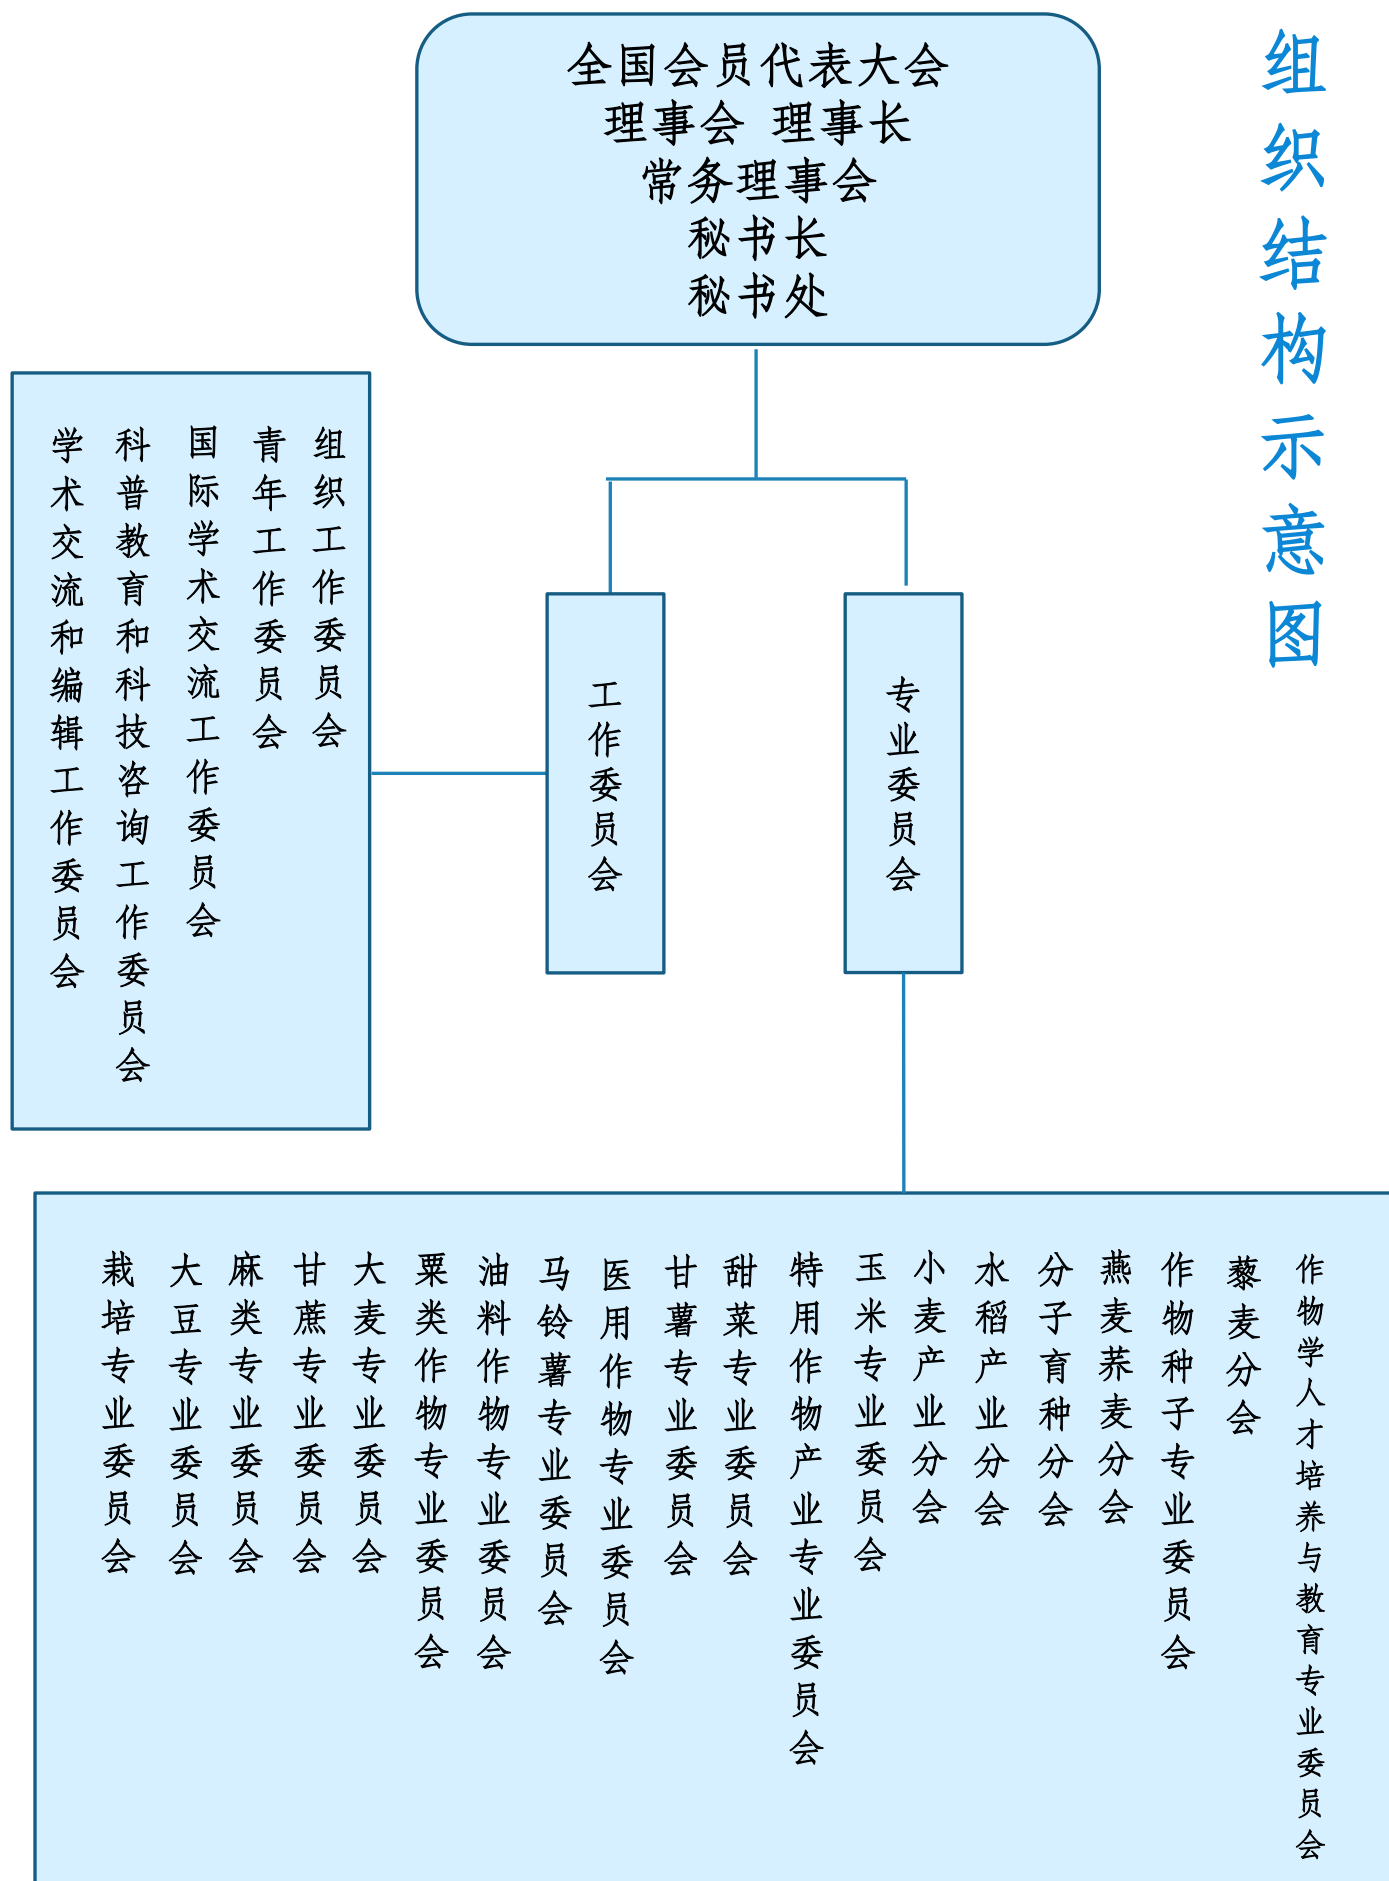 组织结构示意图
全国会员代表大会
理事会 理事长
常务理事会
秘书长
秘书处
学术交流和编辑工作委员会
科普教育和科技咨询工作委员会
国际学术交流工作委员会
青年工作委员会
组织工作委员会
工作委员会
专业委员会
栽培专业委员会
大豆专业委员会
麻类专业委员会
甘蔗专业委员会
大麦专业委员会
粟类作物专业委员会
油料作物专业委员会
马铃薯专业委员会
医用作物专业委员会
甘薯专业委员会
甜菜专业委员会
特用作物产业专业委员会
玉米专业委员会
小麦产业分会
水稻产业分会
分子育种分会
燕麦荞麦分会
作物种子专业委员会
藜麦分会
作物学人才培养与教育专业委员会